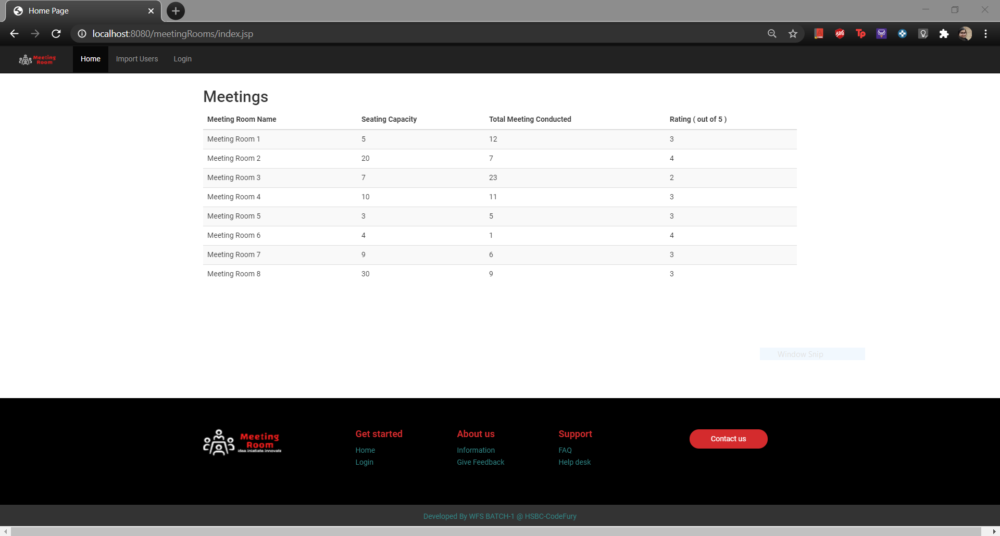 Home Page
localhost:8080/meetingRooms/index.jsp
Meeting Room
Home Import Users Login
Meetings
Meeting Room Name Seating Capacity Total Meeting Conducted Rating ( out of 5 )
Meeting Room 1 5 12 3
Meeting Room 2 20 7 4
Meeting Room 3 7 23 2
Meeting Room 4 10 11 3
Meeting Room 5 3 5 3
Meeting Room 6 4 1 4
Meeting Room 7 9 6 3
Meeting Room 8 30 9 3
Window Snip
Meeting
Room
idea.iniatiate.innovate
Get started
Home
Login
About us
Information
Give Feedback
Support
FAQ
Help desk
Contact us
Developed By WFS BATCH-1 @ HSBC-CodeFury